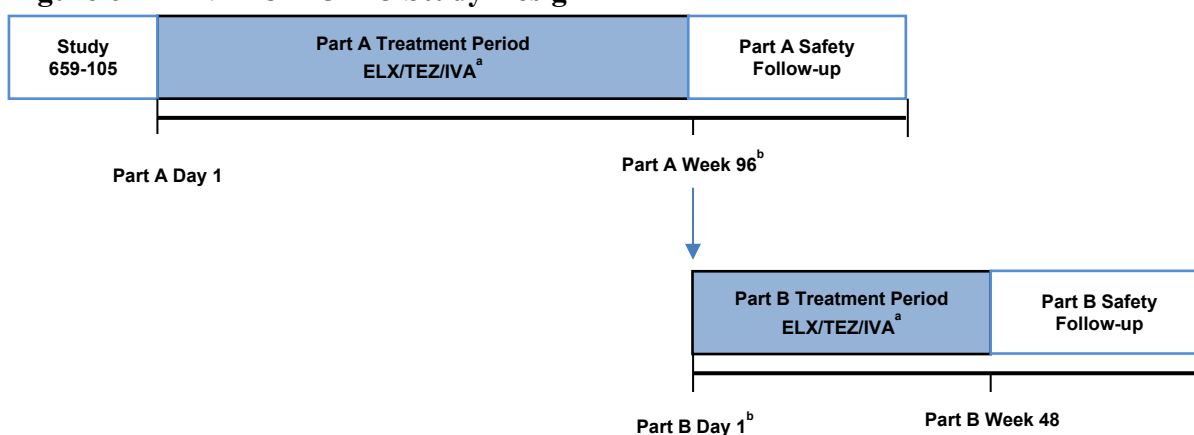 Study
659-105
Part A Treatment Period
ELX/TEZ/IVAᵃ
Part A Safety
Follow-up
Part A Day 1
Part A Week 96ᵇ
Part B Treatment Period
ELX/TEZ/IVAᵃ
Part B Safety
Follow-up
Part B Day 1ᵇ
Part B Week 48